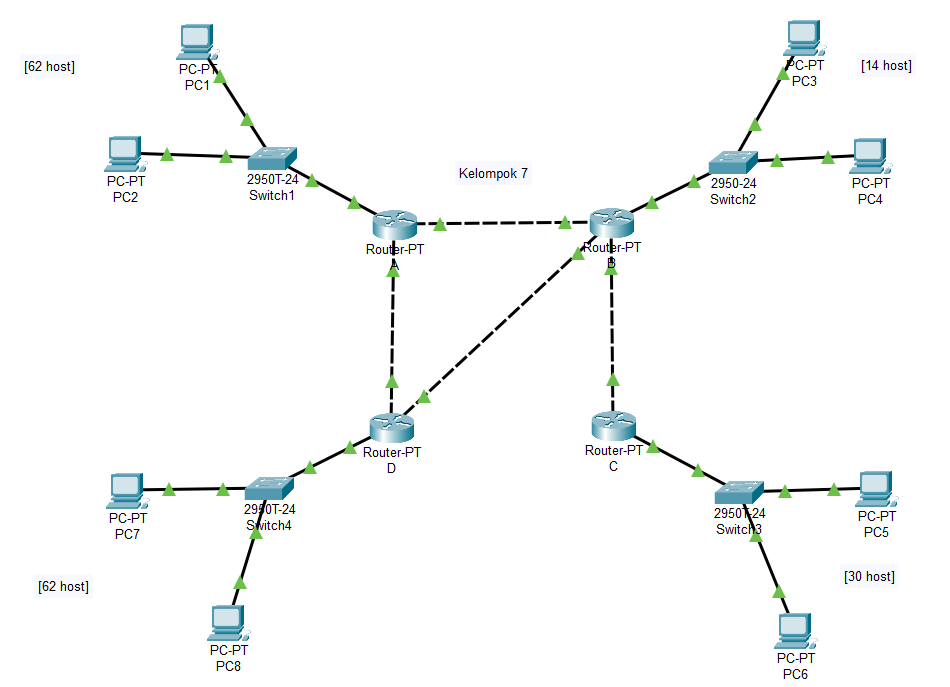 PC-PT
PC1
[62 host]
PC-PT
PC2
2950T-24
Switch1
Router-PT
A
Kelompok 7
PC-PT
PC3
[14 host]
2950-24
Switch2
PC-PT
PC4
Router-PT
B
Router-PT
D
Router-PT
C
PC-PT
PC7
2950T-24
Switch4
[62 host]
PC-PT
PC8
2950T-24
Switch3
PC-PT
PC5
[30 host]
PC-PT
PC6